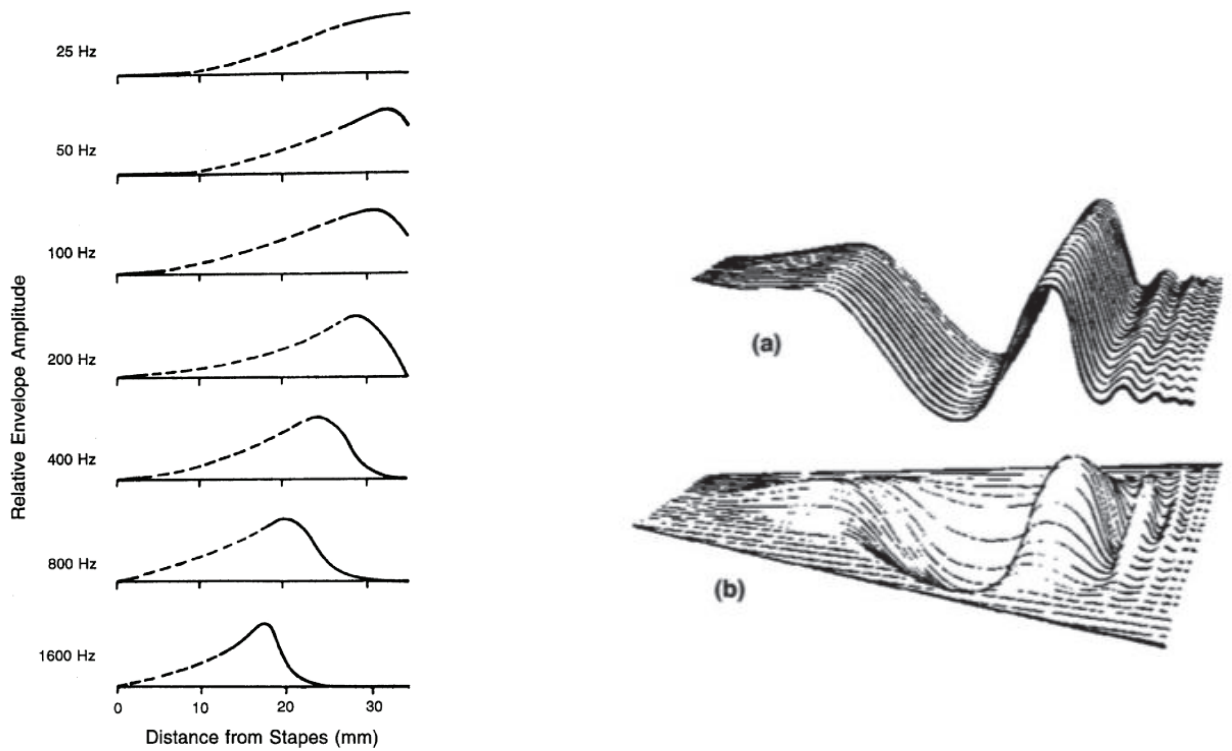 25 Hz
50 Hz
100 Hz
200 Hz
400 Hz
800 Hz
1600 Hz
Relative Envelope Amplitude
0 10 20 30
Distance from Stapes (mm)
(a)
(b)